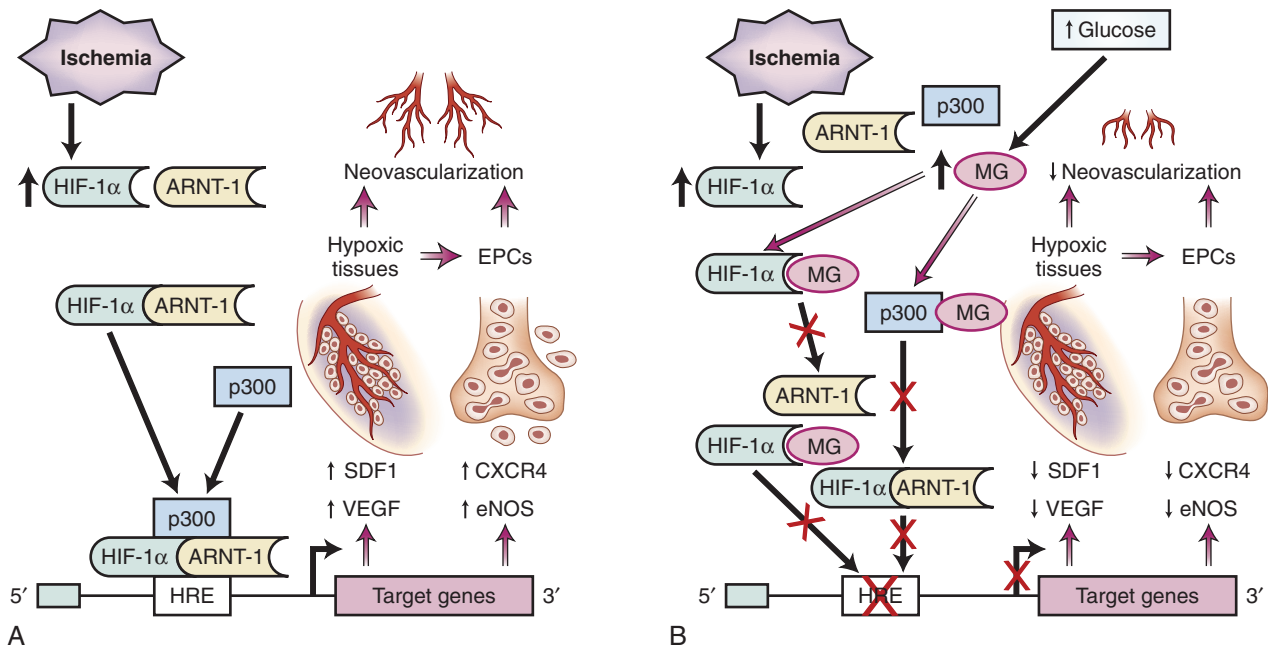 Ischemia
HIF-1α
ARNT-1
Neovascularization
Hypoxic
tissues
EPCs
HIF-1α
ARNT-1
p300
↑ SDF1
↑ CXCR4
↑ VEGF
↑ eNOS
p300
HIF-1α
ARNT-1
5′
HRE
Target genes
3′
A
Ischemia
↑ Glucose
p300
ARNT-1
MG
HIF-1α
↓ Neovascularization
Hypoxic
tissues
EPCs
HIF-1α
MG
p300
MG
ARNT-1
HIF-1α
MG
↓ SDF1
↓ CXCR4
HIF-1α
ARNT-1
↓ VEGF
↓ eNOS
5′
HRE
Target genes
3′
B